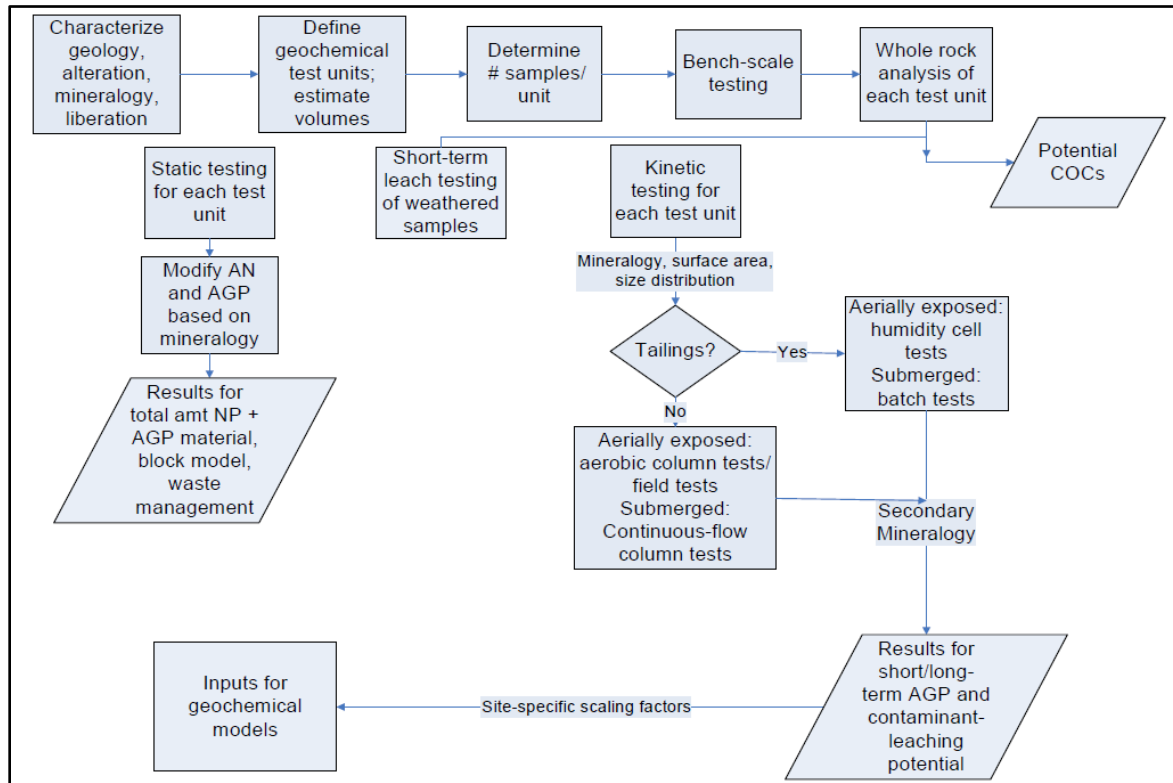 Characterize
geology,
alteration,
mineralogy,
liberation
Define
geochemical
test units;
estimate
volumes
Determine
# samples/
unit
Bench-scale
testing
Whole rock
analysis of
each test unit
Potential
COCs
Static testing
for each test
unit
Short-term
leach testing
of weathered
samples
Kinetic
testing for
each test unit
Modify AN
and AGP
based on
mineralogy
Mineralogy, surface area,
size distribution
Tailings?
Yes
Aerially exposed:
humidity cell
tests
Submerged:
batch tests
No
Results for
total amt NP +
AGP material,
block model,
waste
management
Aerially exposed:
aerobic column tests/
field tests
Submerged:
Continuous-flow
column tests
Secondary
Mineralogy
Results for
short/long-
term AGP and
contaminant-
leaching
potential
Site-specific scaling factors
Inputs for
geochemical
models